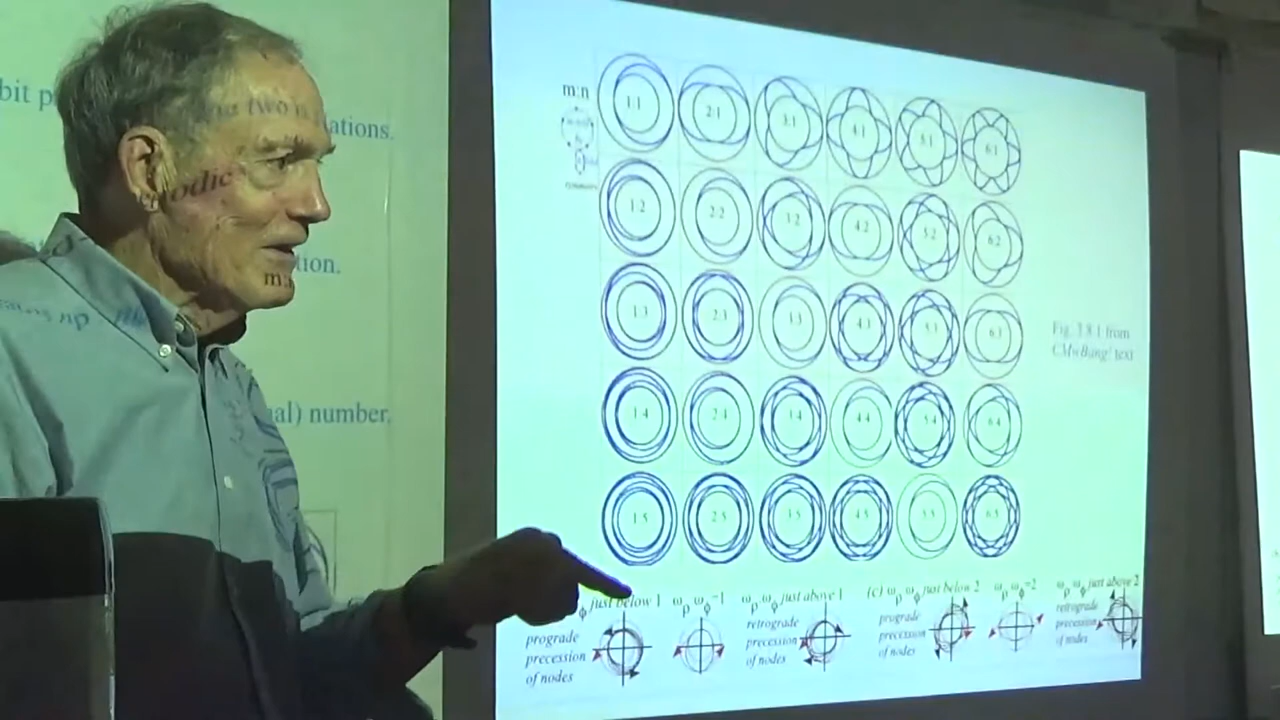 bit p
two
ations.
odic
m:
tion.
al) number.
m:n
1:1 2:1 3:1 4:1 5:1 6:1
1:2 2:2 3:2 4:2 5:2 6:2
1:3 2:3 3:3 4:3 5:3 6:3
1:4 2:4 3:4 4:4 5:4 6:4
1:5 2:5 3:5 4:5 5:5 6:5
Fig. 3.8.1 from
CMwBang! text
ϕ just below 1
prograde
precession
of nodes
ωρ ωϕ=1
ωρ ωϕ just above 1
retrograde
precession
of nodes
(c) ωρ ωϕ just below 2
prograde
precession
of nodes
ωρ ωϕ=2
ωρ ωϕ just above 2
retrograde
precession
of nodes